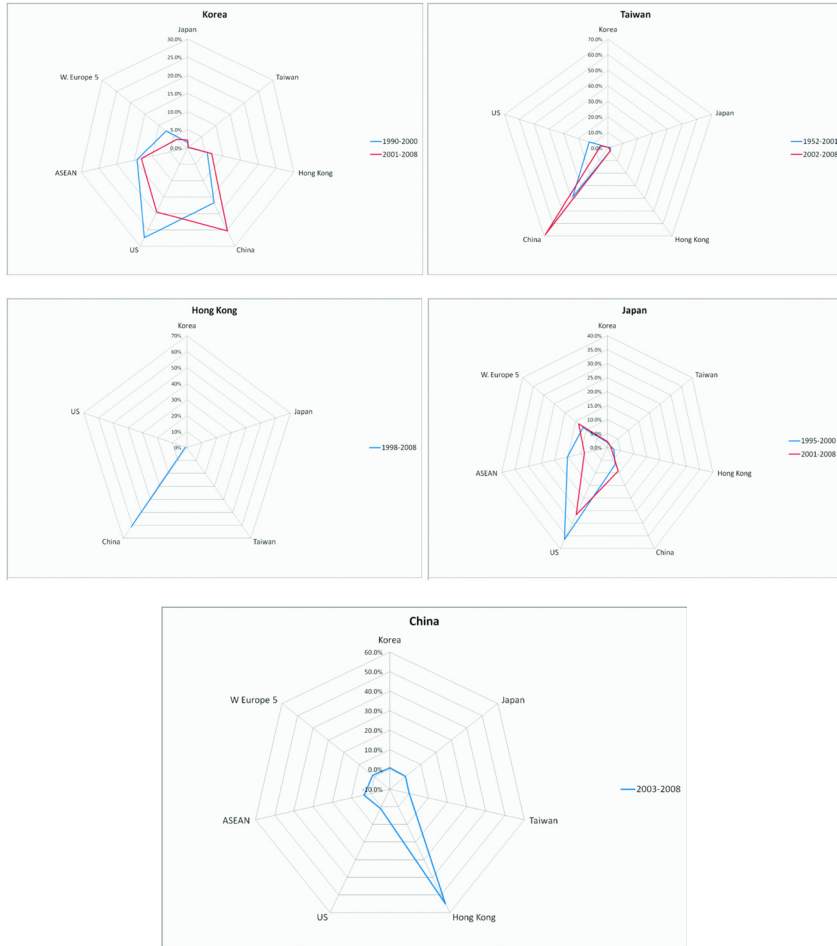 Korea
Japan
30.0%
25.0%
20.0%
15.0%
10.0%
5.0%
0.0%
Taiwan
Hong Kong
China
US
ASEAN
W. Europe 5
1990-2000
2001-2008
Taiwan
Korea
70.0%
60.0%
50.0%
40.0%
30.0%
20.0%
10.0%
0.0%
Japan
Hong Kong
China
US
1952-2001
2002-2008
Hong Kong
Korea
70%
60%
50%
40%
30%
20%
10%
0%
Japan
Taiwan
China
US
1998-2008
Japan
Korea
40.0%
35.0%
30.0%
25.0%
20.0%
15.0%
10.0%
5.0%
0.0%
Taiwan
Hong Kong
China
US
ASEAN
W. Europe 5
1995-2000
2001-2008
China
Korea
60.0%
50.0%
40.0%
30.0%
20.0%
10.0%
0.0%
-10.0%
Japan
Taiwan
Hong Kong
US
ASEAN
W Europe 5
2003-2008